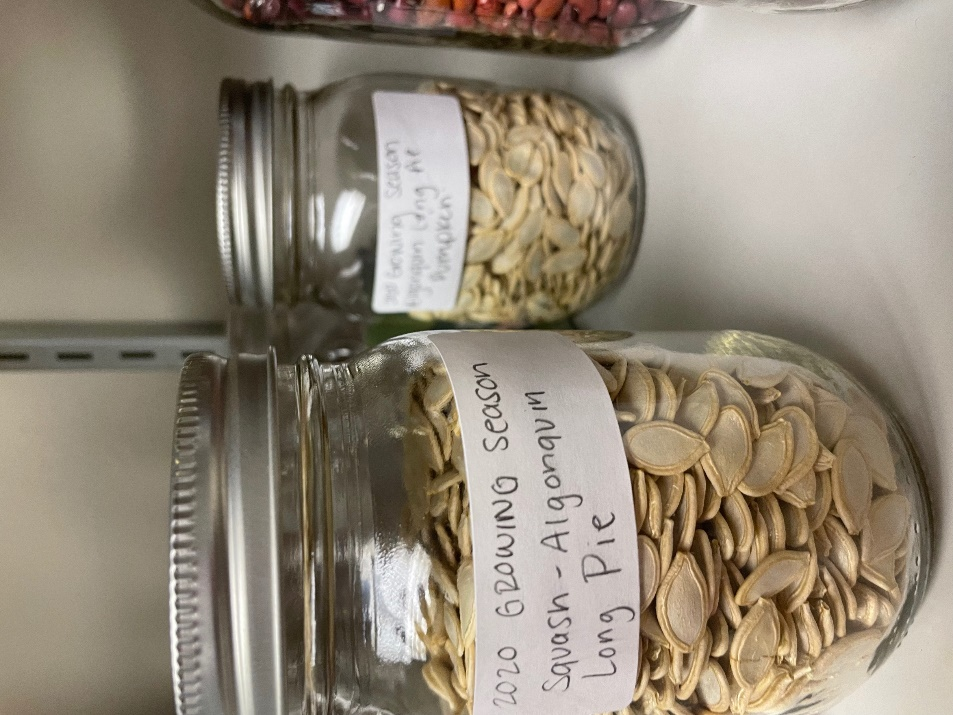 2020 GROWING season
Squash - Algonquin
Long Pie
Growing season
Long Pie
Pumpkin